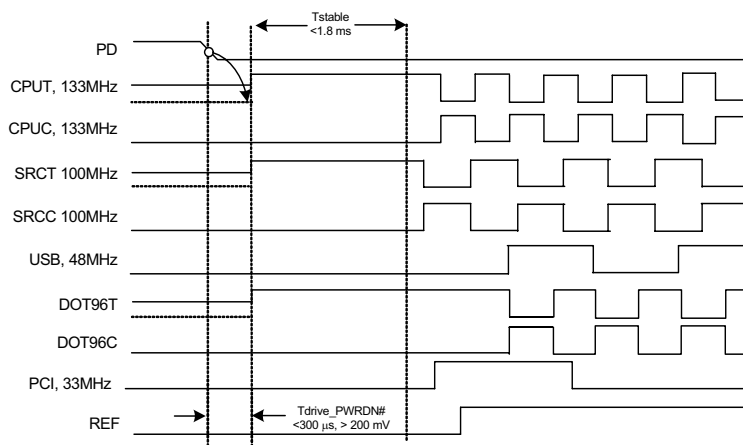 Tstable
<1.8 ms
PD
CPUT, 133MHz
CPUC, 133MHz
SRCT 100MHz
SRCC 100MHz
USB, 48MHz
DOT96T
DOT96C
PCI, 33MHz
REF
Tdrive_PWRDN#
<300 μs, > 200 mV